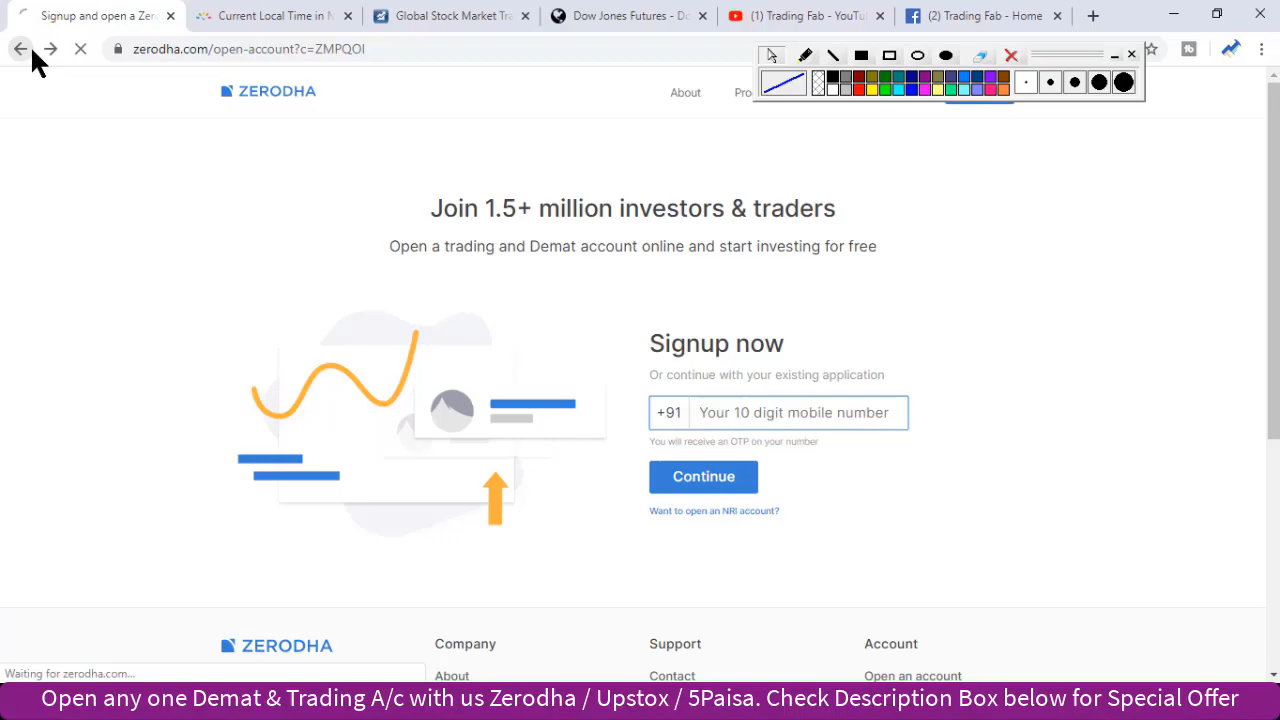 Signup and open a Zer
Current Local Time in N
Global Stock Market Tra
Dow Jones Futures - Do
(1) Trading Fab - YouTu
(2) Trading Fab - Home
zerodha.com/open-account?c=ZMPQOI
ZERODHA
About
Pro
Join 1.5+ million investors & traders
Open a trading and Demat account online and start investing for free
Signup now
Or continue with your existing application
+91 Your 10 digit mobile number
You will receive an OTP on your number
Continue
Want to open an NRI account?
ZERODHA
Company
Support
Account
About
Contact
Open an account
Waiting for zerodha.com...
Open any one Demat & Trading A/c with us Zerodha / Upstox / 5Paisa. Check Description Box below for Special Offer